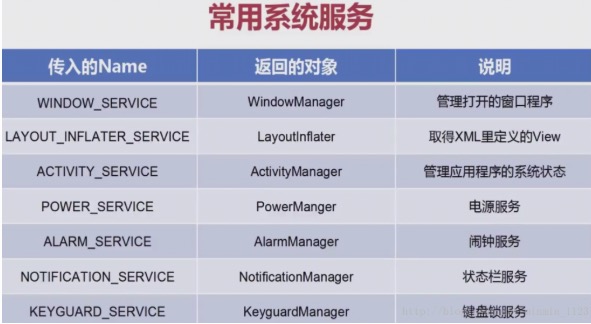 常用系统服务
传入的Name 返回的对象 说明
WINDOW_SERVICE WindowManager 管理打开的窗口程序
LAYOUT_INFLATER_SERVICE LayoutInflater 取得XML里定义的View
ACTIVITY_SERVICE ActivityManager 管理应用程序的系统状态
POWER_SERVICE PowerManger 电源服务
ALARM_SERVICE AlarmManager 闹钟服务
NOTIFICATION_SERVICE NotificationManager 状态栏服务
KEYGUARD_SERVICE KeyguardManager 键盘锁服务